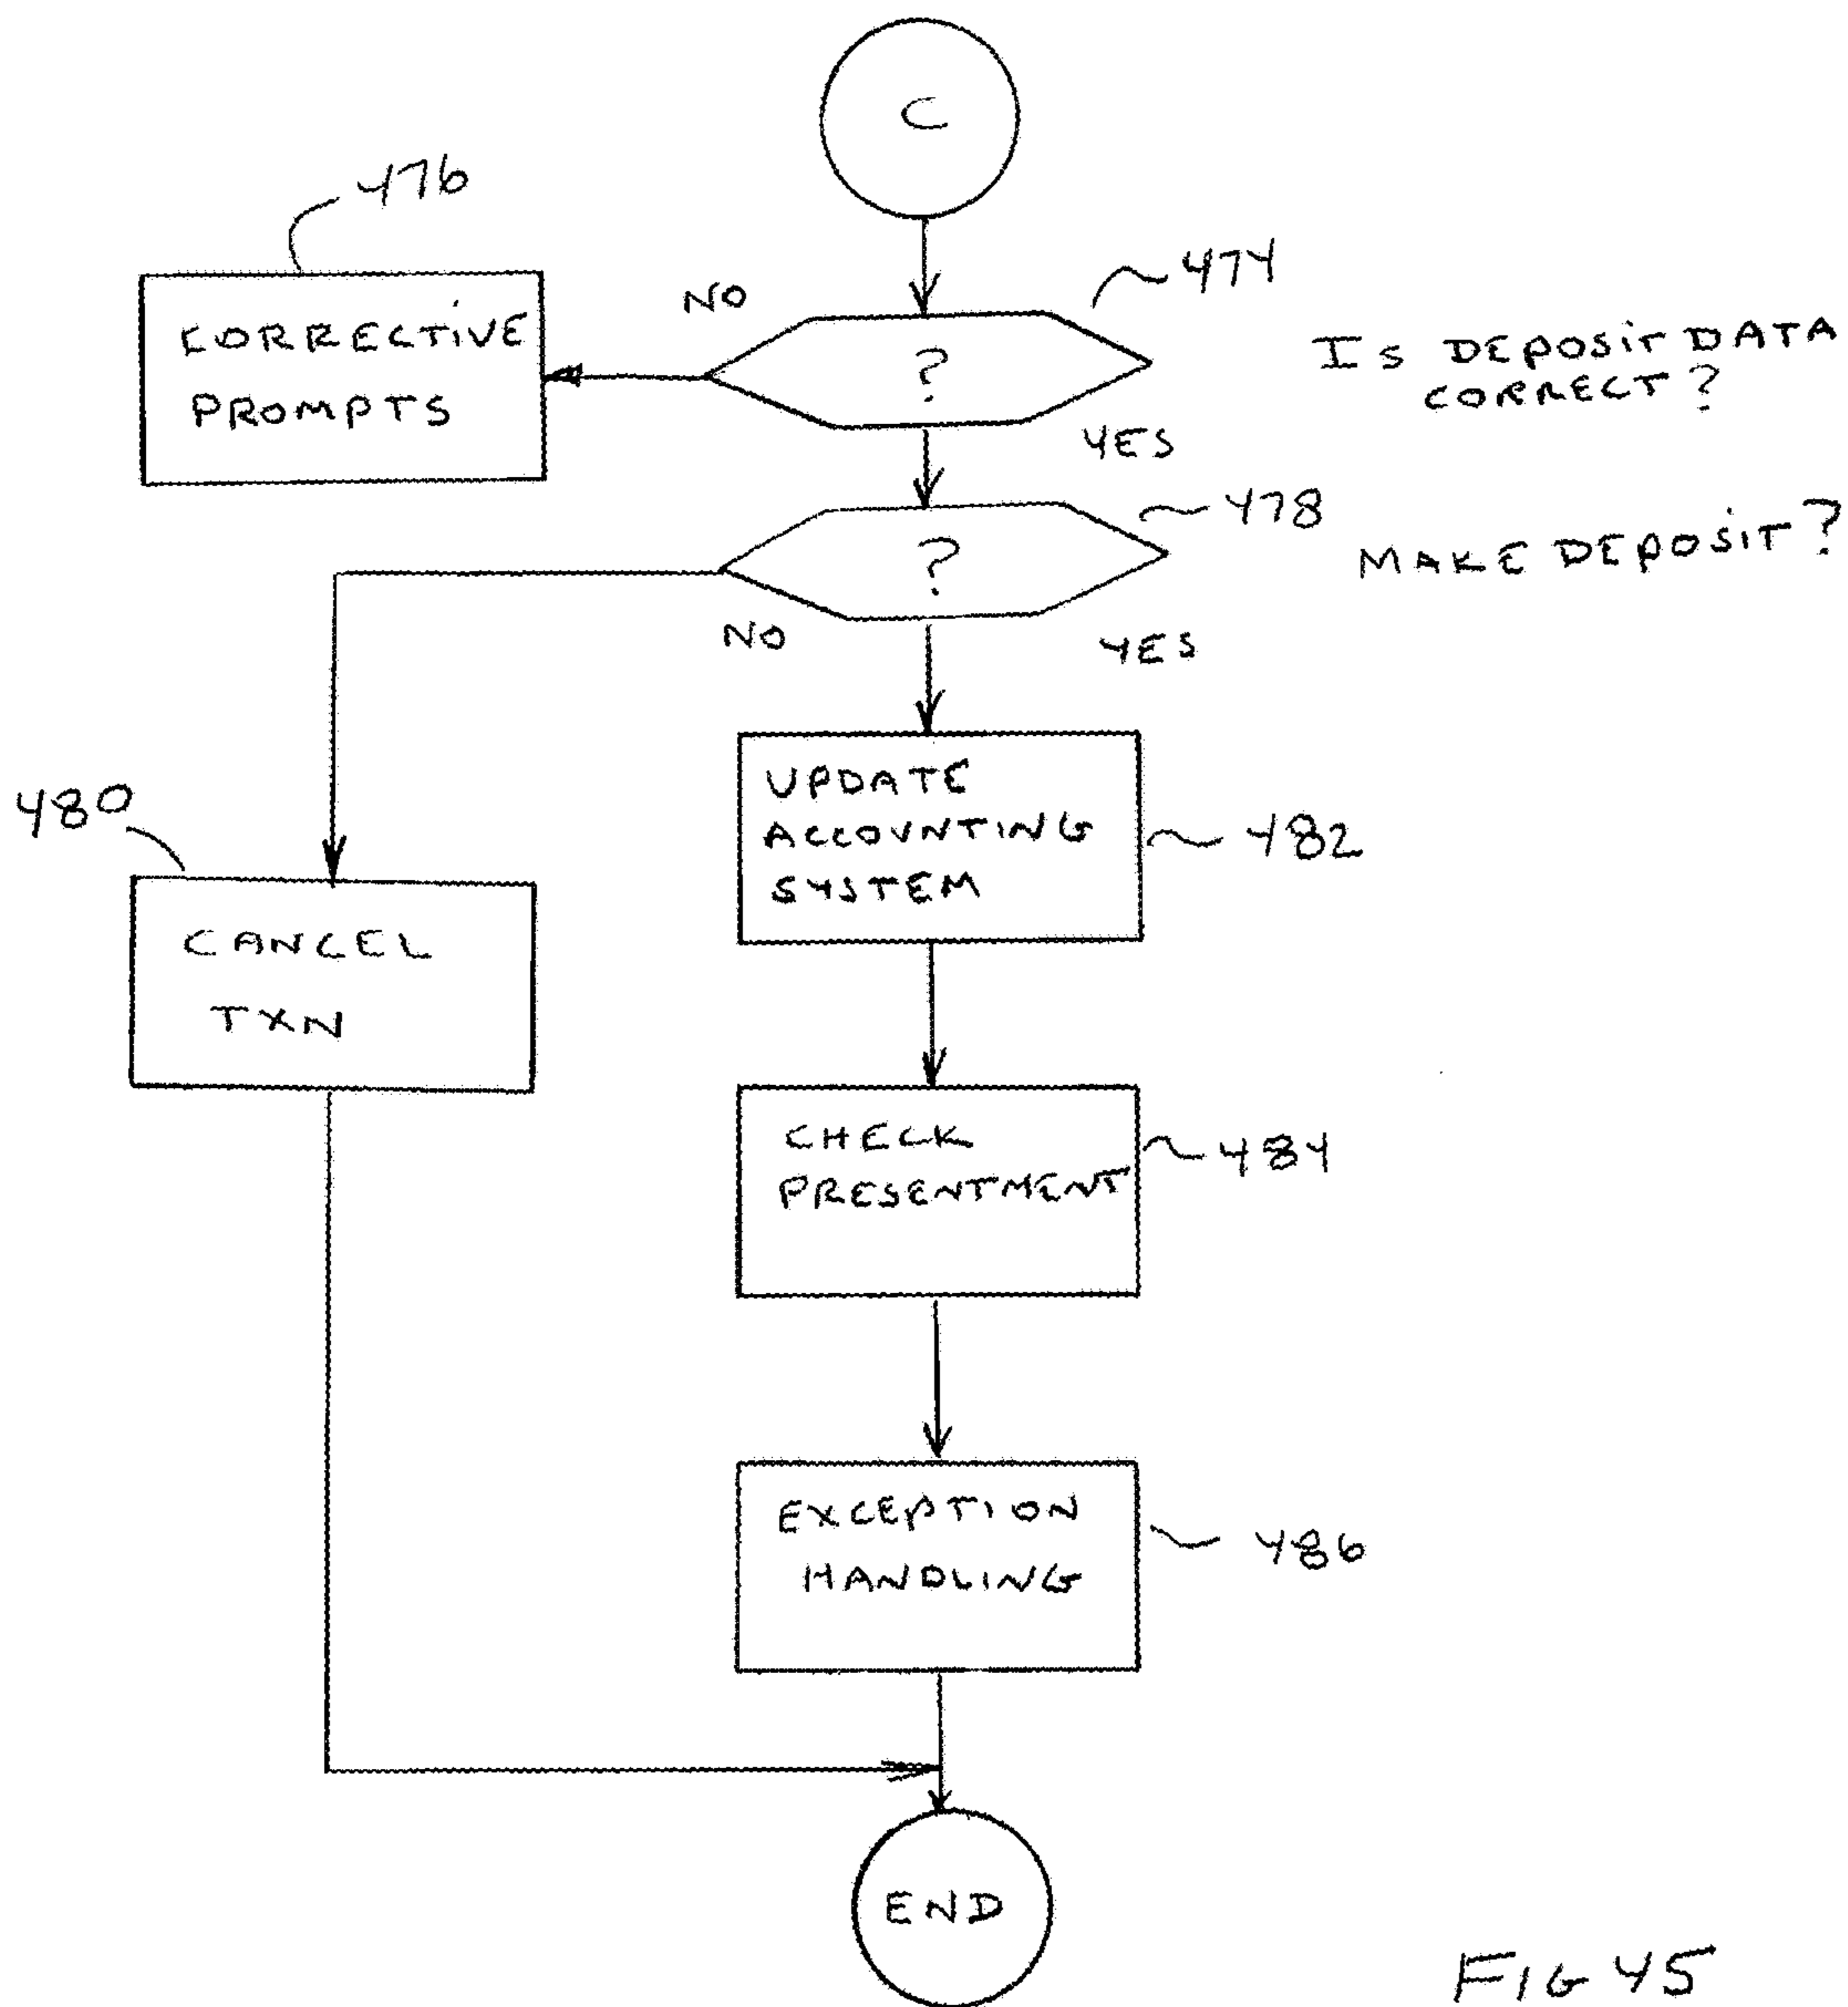 C
476
CORRECTIVE
PROMPTS
NO
?
474
IS DEPOSIT DATA
CORRECT?
YES
?
478
MAKE DEPOSIT?
NO
YES
480
CANCEL
TXN
UPDATE
ACCOUNTING
SYSTEM
482
CHECK
PRESENTMENT
484
EXCEPTION
HANDLING
486
END
FIG 45